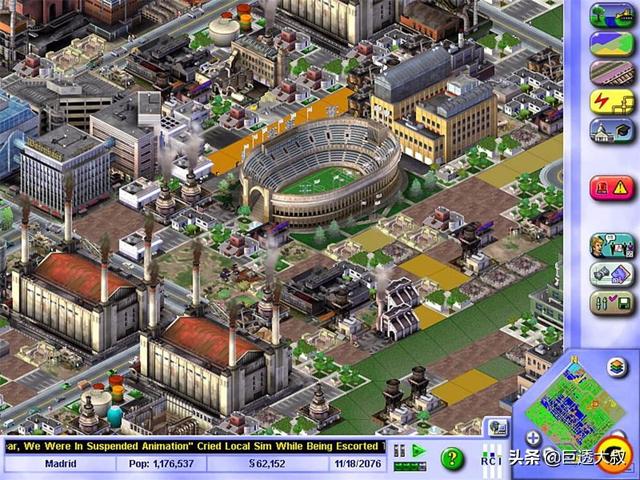 ar, We Were In Suspended Animation" Cried Local Sim While Being Escorted
Madrid
Pop: 1,176,537
$62,152
11/18/2076
?
RCI
头条 @巨透大叔